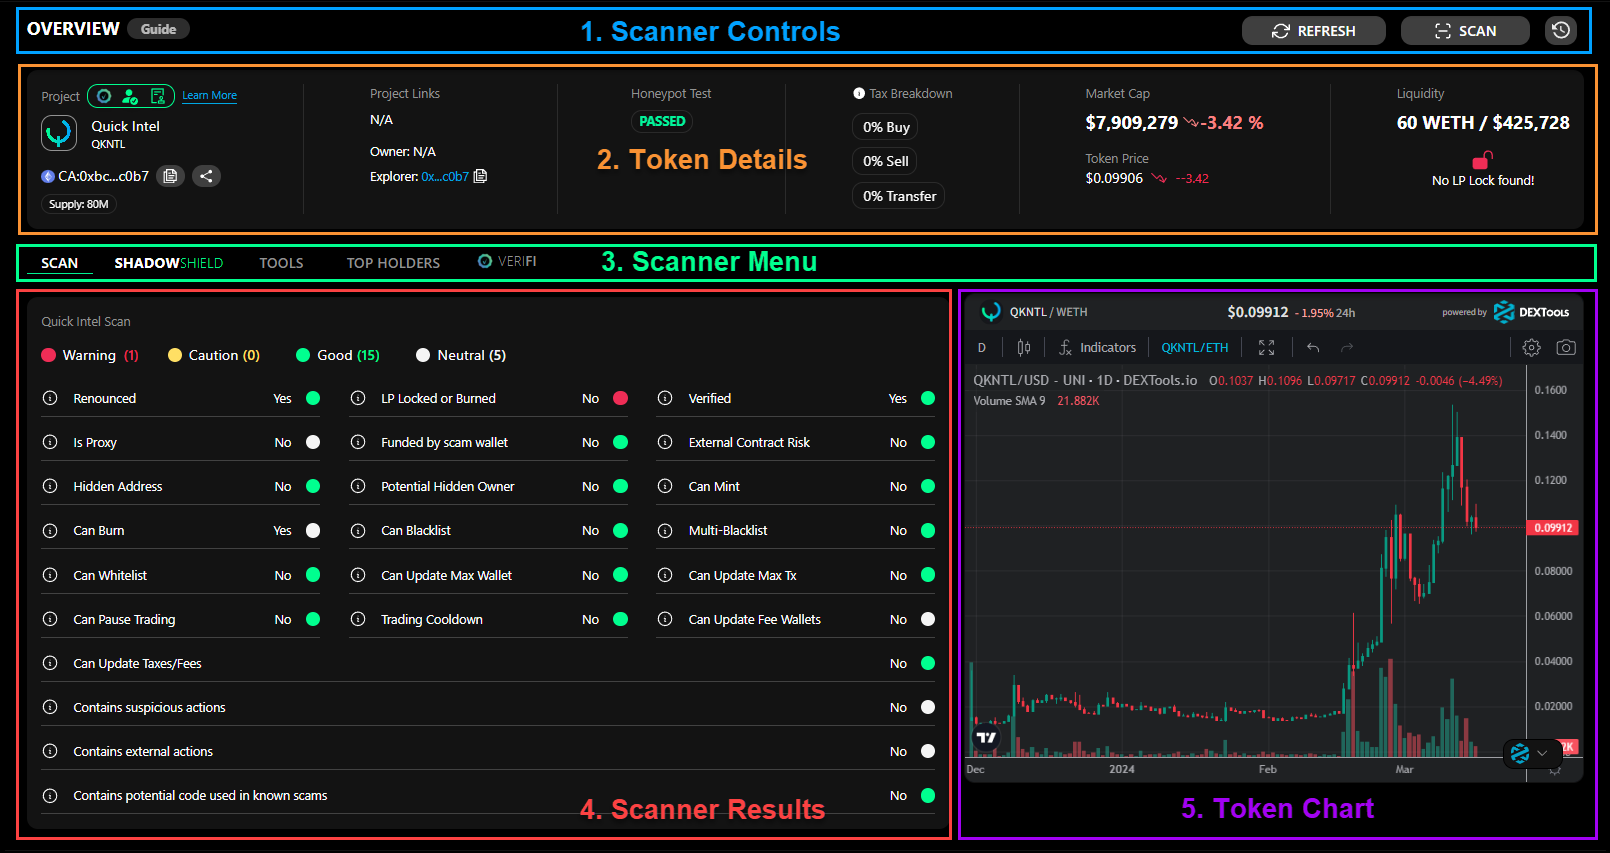 OVERVIEW Guide 1. Scanner Controls REFRESH SCAN
Project Learn More
Quick Intel
QKNTL
CA:0xbc...c0b7
Supply: 80M
Project Links
N/A
Owner: N/A
Explorer: 0x...c0b7
Honeypot Test
PASSED
2. Token Details
Tax Breakdown
0% Buy
0% Sell
0% Transfer
Market Cap
$7,909,279 -3.42 %
Token Price
$0.09906 --3.42
Liquidity
60 WETH / $425,728
No LP Lock found!
SCAN SHADOWSHIELD TOOLS TOP HOLDERS VERIFI 3. Scanner Menu
Quick Intel Scan
Warning (1) Caution (0) Good (15) Neutral (5)
Renounced Yes LP Locked or Burned No Verified Yes
Is Proxy No Funded by scam wallet No External Contract Risk No
Hidden Address No Potential Hidden Owner No Can Mint No
Can Burn Yes Can Blacklist No Multi-Blacklist No
Can Whitelist No Can Update Max Wallet No Can Update Max Tx No
Can Pause Trading No Trading Cooldown No Can Update Fee Wallets No
Can Update Taxes/Fees No
Contains suspicious actions No
Contains external actions No
Contains potential code used in known scams No
4. Scanner Results
QKNTL / WETH $0.09912 - 1.95% 24h powered by DEXTools
D Indicators QKNTL/ETH
QKNTL/USD - UNI · 1D · DEXTools.io O0.1037 H0.1096 L0.09717 C0.09912 -0.0046 (-4.49%)
Volume SMA 9 21.882K
0.1600
0.1400
0.1200
0.09912
0.08000
0.06000
0.04000
0.02000
Dec 2024 Feb Mar
5. Token Chart